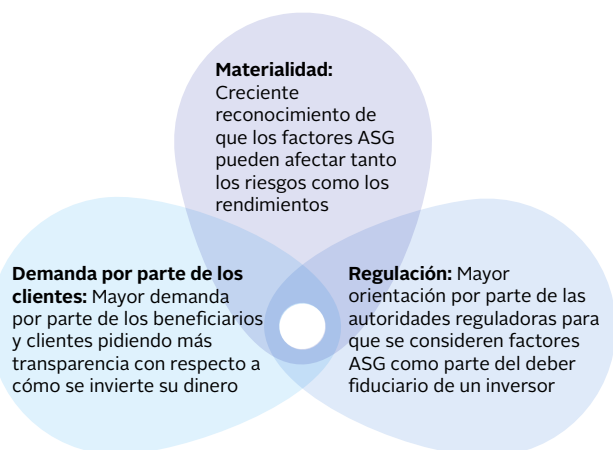 Materialidad:
Creciente
reconocimiento de
que los factores ASG
pueden afectar tanto
los riesgos como los
rendimientos
Demanda por parte de los
clientes: Mayor demanda
por parte de los beneficiarios
y clientes pidiendo más
transparencia con respecto a
cómo se invierte su dinero
Regulación: Mayor
orientación por parte de las
autoridades reguladoras para
que se consideren factores
ASG como parte del deber
fiduciario de un inversor